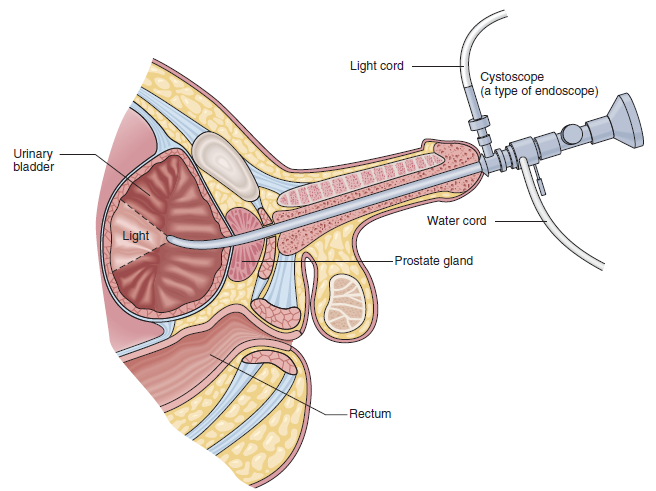 Light cord
Cystoscope
(a type of endoscope)
Urinary
bladder
Water cord
Light
Prostate gland
Rectum